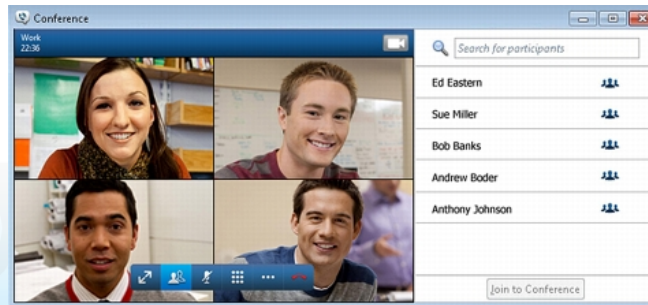 Conference
Work
22:36
Search for participants
Ed Eastern
Sue Miller
Bob Banks
Andrew Boder
Anthony Johnson
Join to Conference